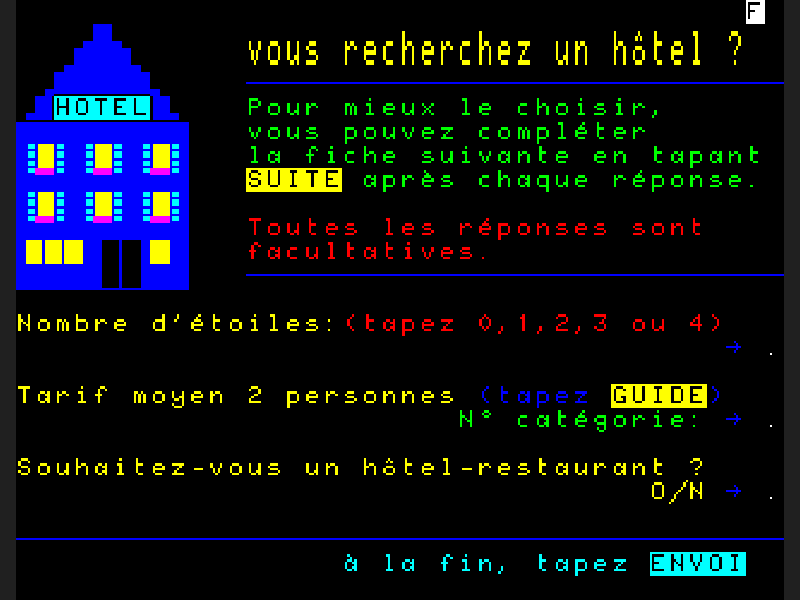 F
vous recherchez un hôtel ?
HOTEL
Pour mieux le choisir,
vous pouvez compléter
la fiche suivante en tapant
SUITE après chaque réponse.
Toutes les réponses sont
facultatives.
Nombre d'étoiles:(tapez 0,1,2,3 ou 4)
→ .
Tarif moyen 2 personnes (tapez GUIDE)
N° catégorie: → .
Souhaitez-vous un hôtel-restaurant ?
O/N → .
à la fin, tapez ENVOI